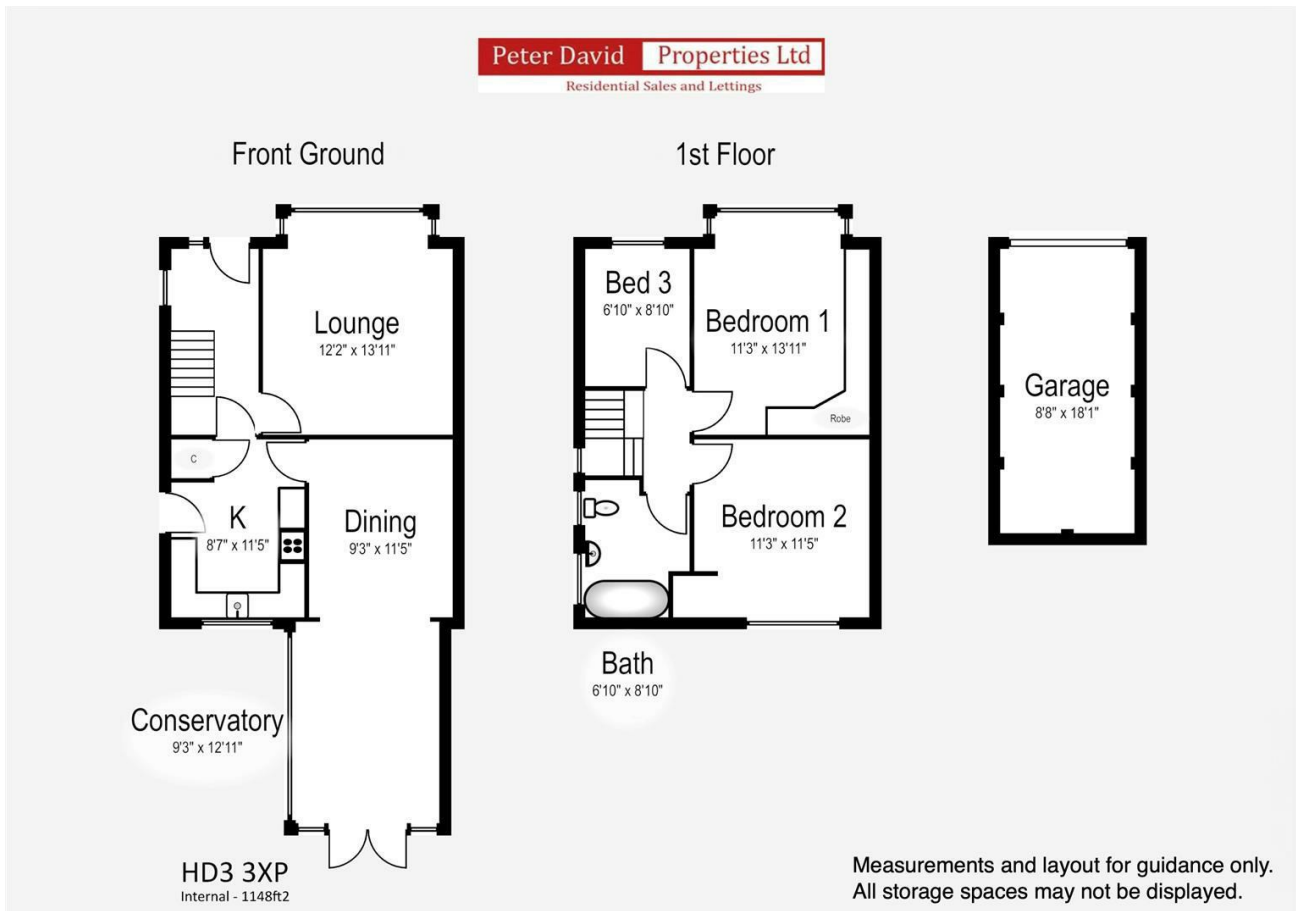 Peter David Properties Ltd
Residential Sales and Lettings
Front Ground
1st Floor
Lounge
12'2" x 13'11"
Bed 3
6'10" x 8'10"
Bedroom 1
11'3" x 13'11"
Robe
Garage
8'8" x 18'1"
C
K
8'7" x 11'5"
Dining
9'3" x 11'5"
Bedroom 2
11'3" x 11'5"
Bath
6'10" x 8'10"
Conservatory
9'3" x 12'11"
HD3 3XP
Internal - 1148ft2
Measurements and layout for guidance only.
All storage spaces may not be displayed.